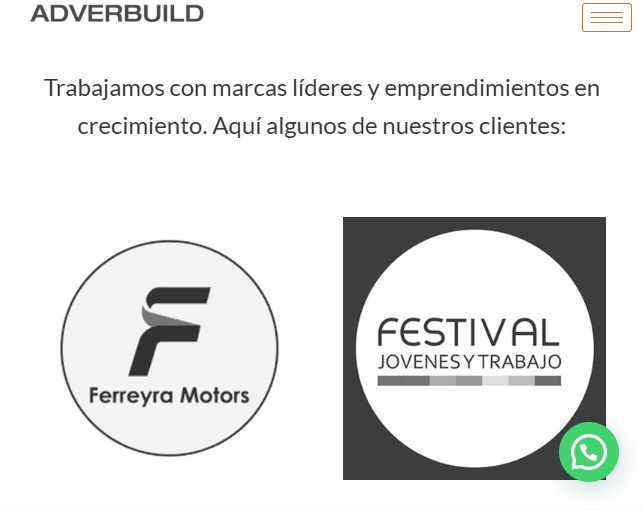 ADVERBUILD
Trabajamos con marcas líderes y emprendimientos en
crecimiento. Aquí algunos de nuestros clientes:
Ferreyra Motors
FESTIVAL
JOVENES Y TRABAJO